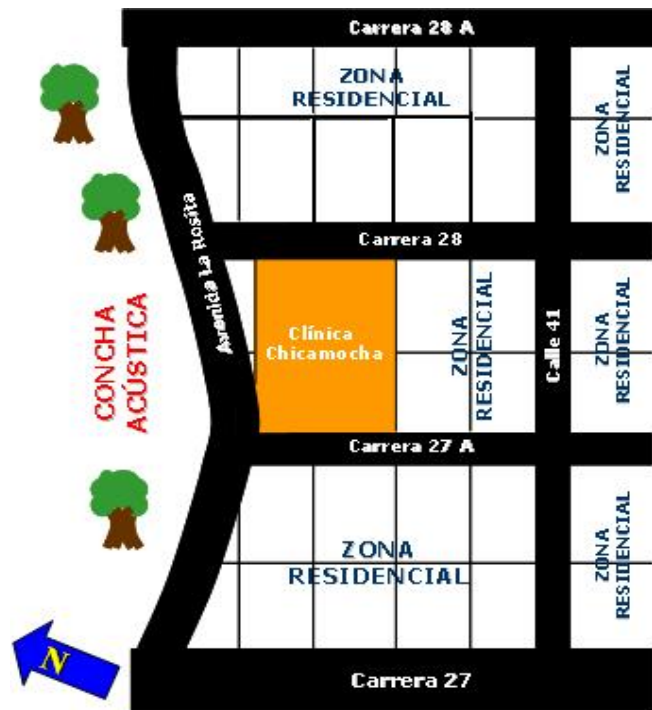 Carrera 28 A
ZONA
RESIDENCIAL
ZONA
RESIDENCIAL
Avenida La Rosita
Carrera 28
CONCHA
ACÚSTICA
Clínica
Chicamocha
ZONA
RESIDENCIAL
Calle 41
ZONA
RESIDENCIAL
Carrera 27 A
ZONA
RESIDENCIAL
ZONA
RESIDENCIAL
N
Carrera 27